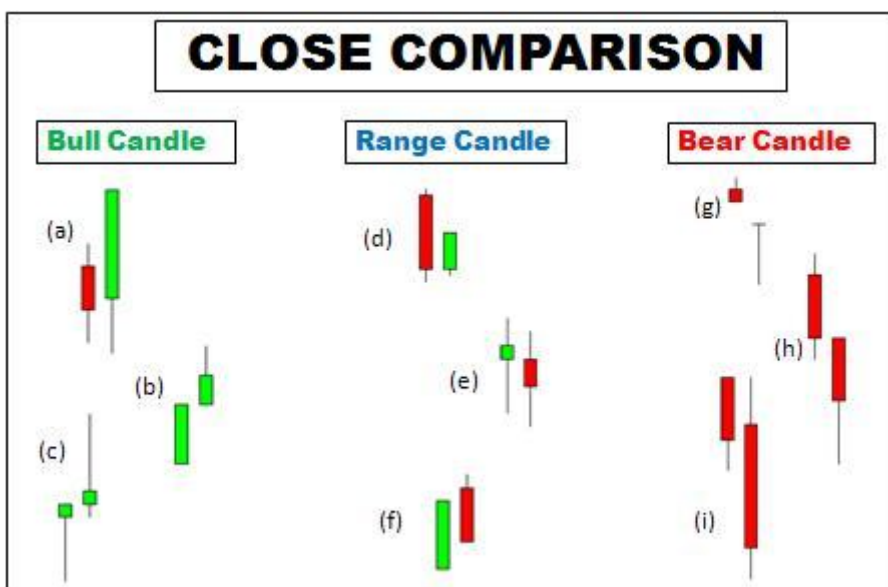 CLOSE COMPARISON
Bull Candle
Range Candle
Bear Candle
(a)
(b)
(c)
(d)
(e)
(f)
(g)
(h)
(i)